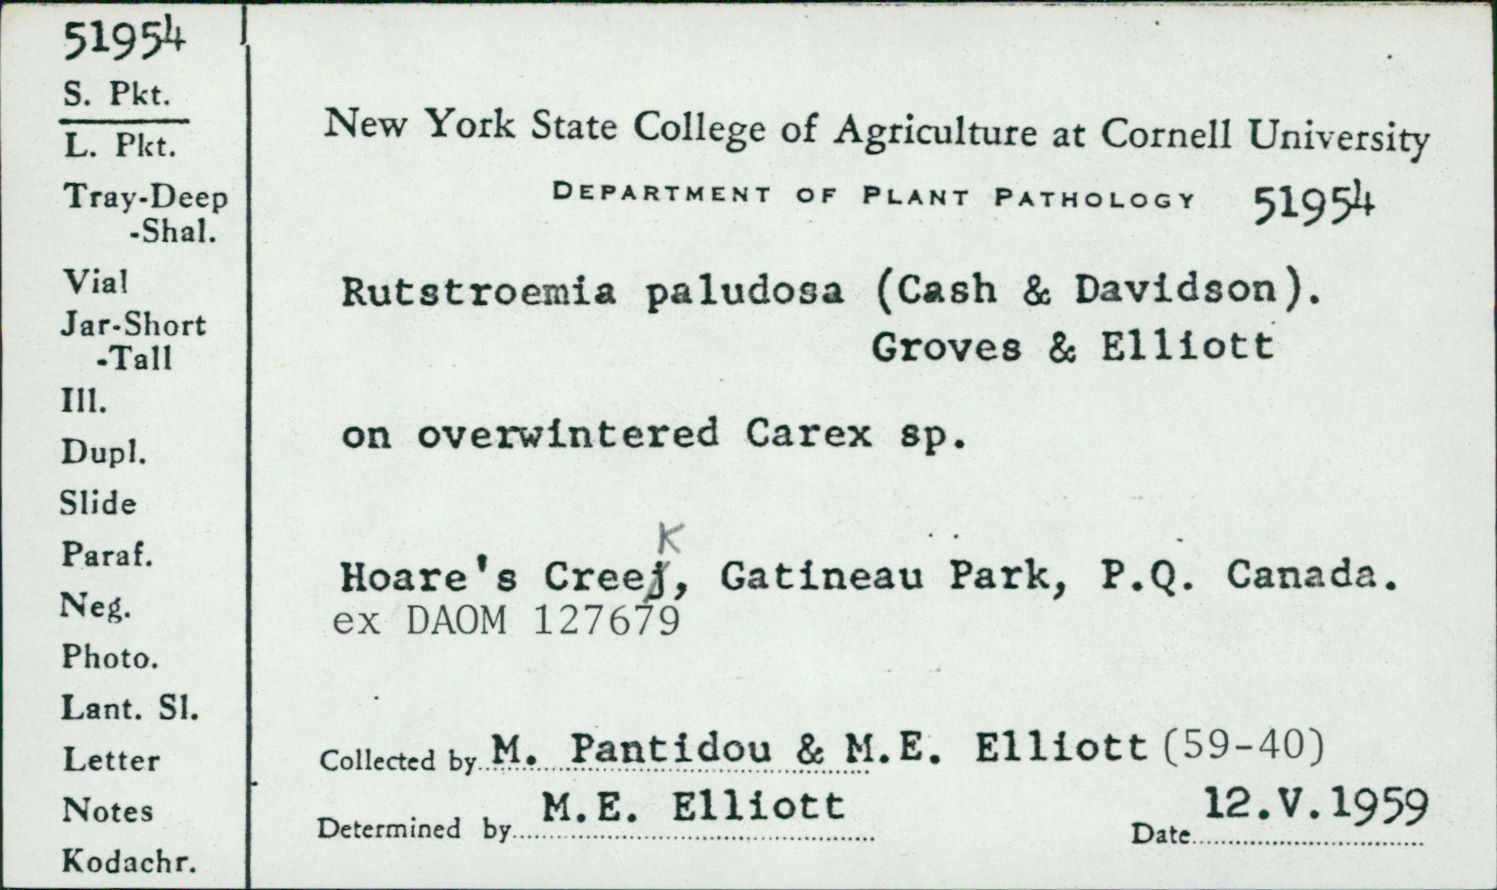 51954
S. Pkt.
L. Pkt.
Tray-Deep
-Shal.
Vial
Jar-Short
-Tall
Ill.
Dupl.
Slide
Paraf.
Neg.
Photo.
Lant. Sl.
Letter
Notes
Kodachr.
New York State College of Agriculture at Cornell University
DEPARTMENT OF PLANT PATHOLOGY 51954
Rutstroemia paludosa (Cash & Davidson).
Groves & Elliott
on overwintered Carex sp.
K
Hoare's Creej, Gatineau Park, P.Q. Canada.
ex DAOM 127679
Collected by M. Pantidou & M.E. Elliott (59-40)
Determined by M.E. Elliott
Date 12.V.1959